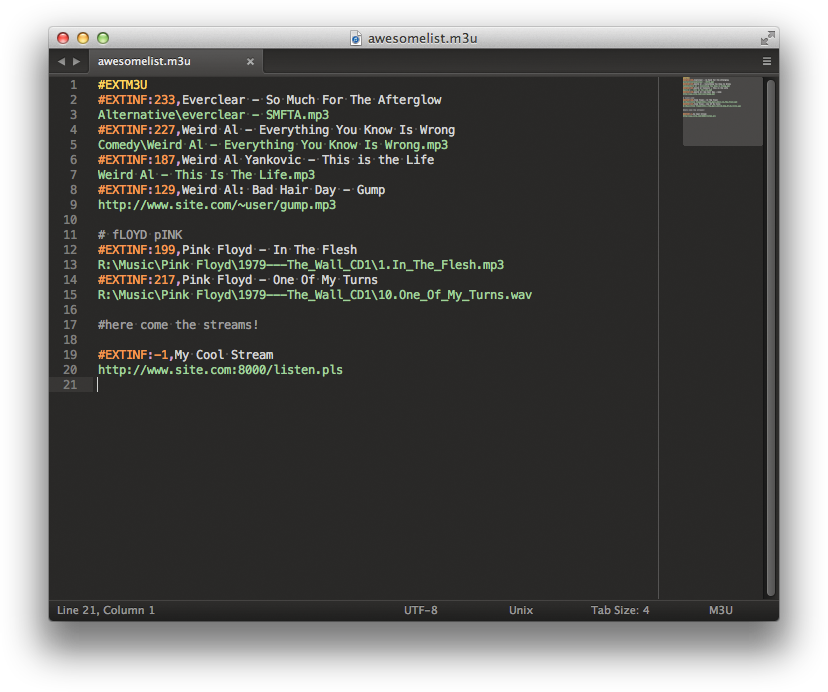 awesomelist.m3u
awesomelist.m3u ×
1 #EXTM3U
2 #EXTINF:233,Everclear - So Much For The Afterglow
3 Alternative\everclear - SMFTA.mp3
4 #EXTINF:227,Weird Al - Everything You Know Is Wrong
5 Comedy\Weird Al - Everything You Know Is Wrong.mp3
6 #EXTINF:187,Weird Al Yankovic - This is the Life
7 Weird Al - This Is The Life.mp3
8 #EXTINF:129,Weird Al: Bad Hair Day - Gump
9 http://www.site.com/~user/gump.mp3
10
11 # fLOYD pINK
12 #EXTINF:199,Pink Floyd - In The Flesh
13 R:\Music\Pink Floyd\1979---The_Wall_CD1\1.In_The_Flesh.mp3
14 #EXTINF:217,Pink Floyd - One Of My Turns
15 R:\Music\Pink Floyd\1979---The_Wall_CD1\10.One_Of_My_Turns.wav
16
17 #here come the streams!
18
19 #EXTINF:-1,My Cool Stream
20 http://www.site.com:8000/listen.pls
21
Line 21, Column 1 UTF-8 Unix Tab Size: 4 M3U